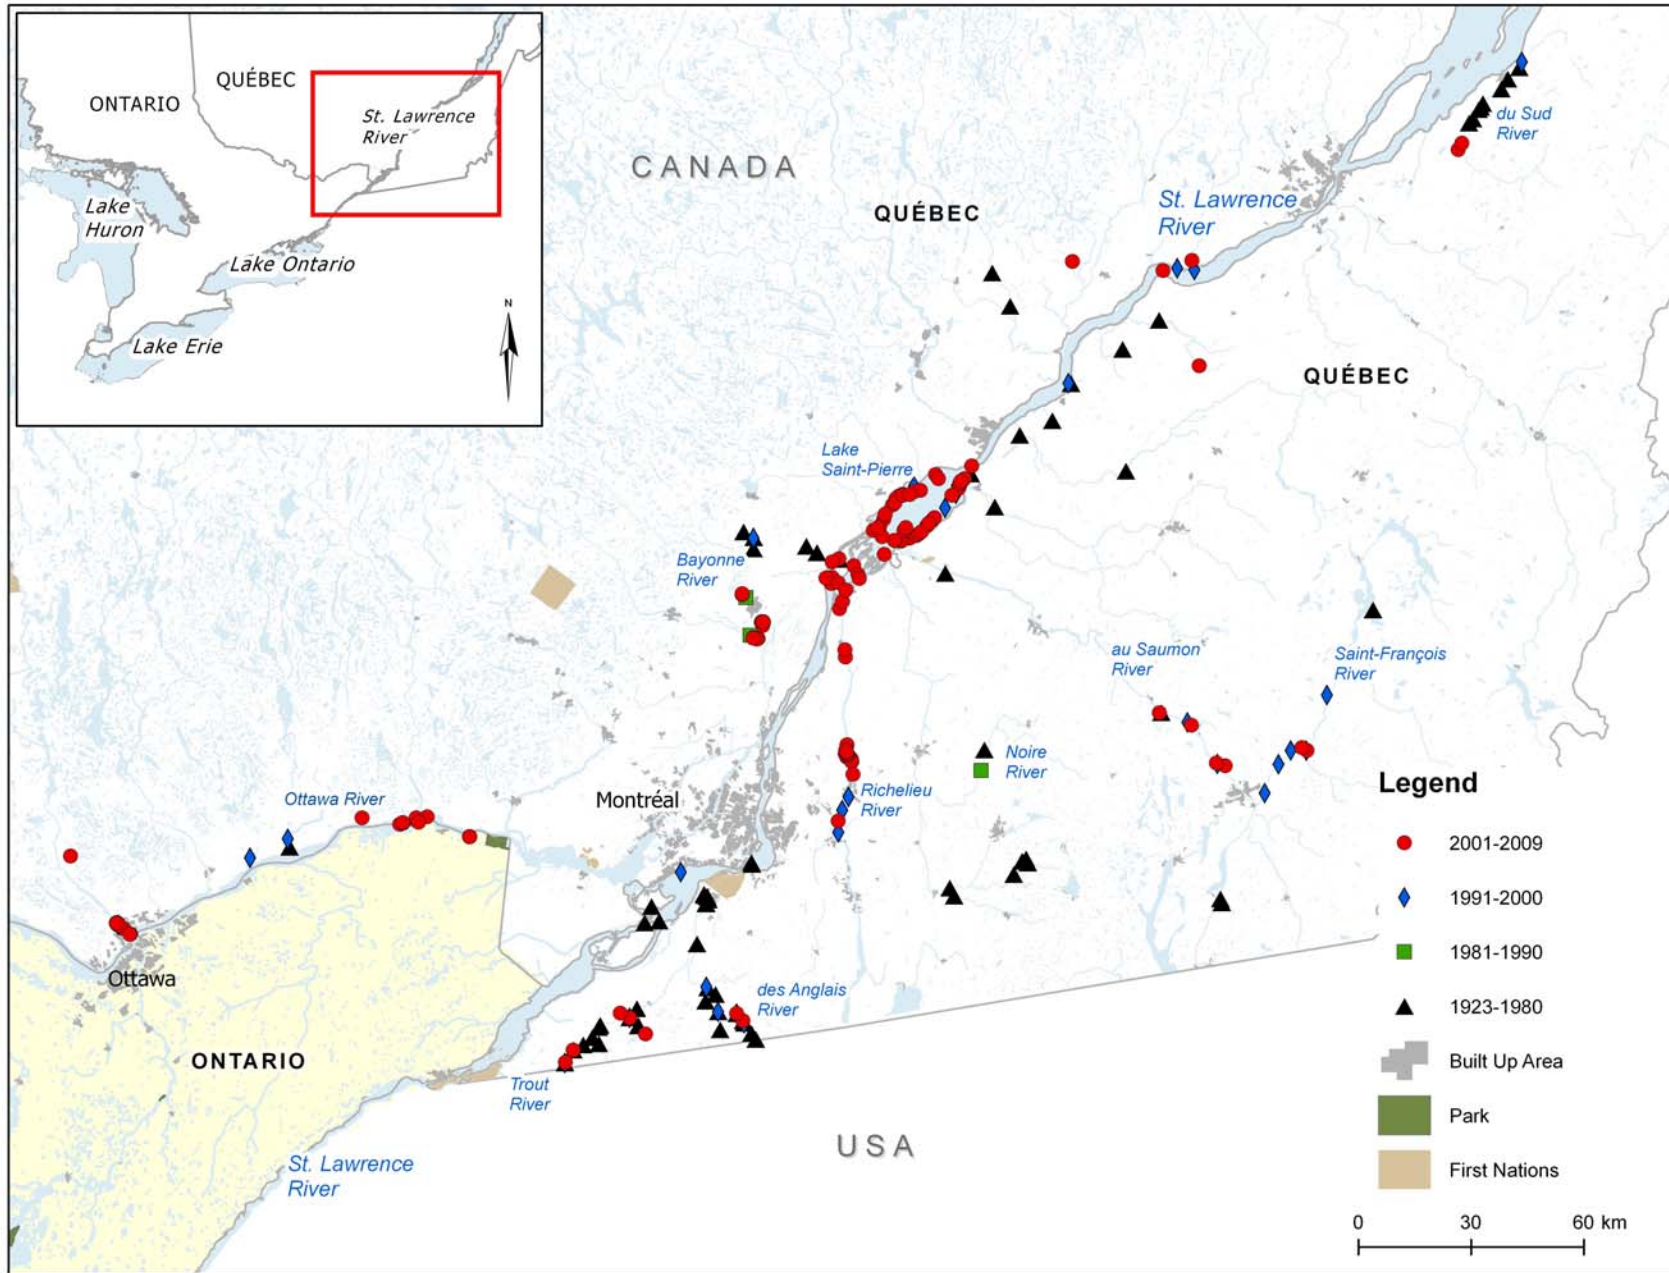 QUÉBEC
ONTARIO
St. Lawrence
River
Lake
Huron
Lake Ontario
Lake Erie
N
CANADA
QUÉBEC
St. Lawrence
River
du Sud
River
QUÉBEC
Lake
Saint-Pierre
Bayonne
River
au Saumon
River
Saint-François
River
Noire
River
Richelieu
River
Montréal
Ottawa River
Ottawa
des Anglais
River
ONTARIO
Trout
River
St. Lawrence
River
USA
Legend
2001-2009
1991-2000
1981-1990
1923-1980
Built Up Area
Park
First Nations
0 30 60 km